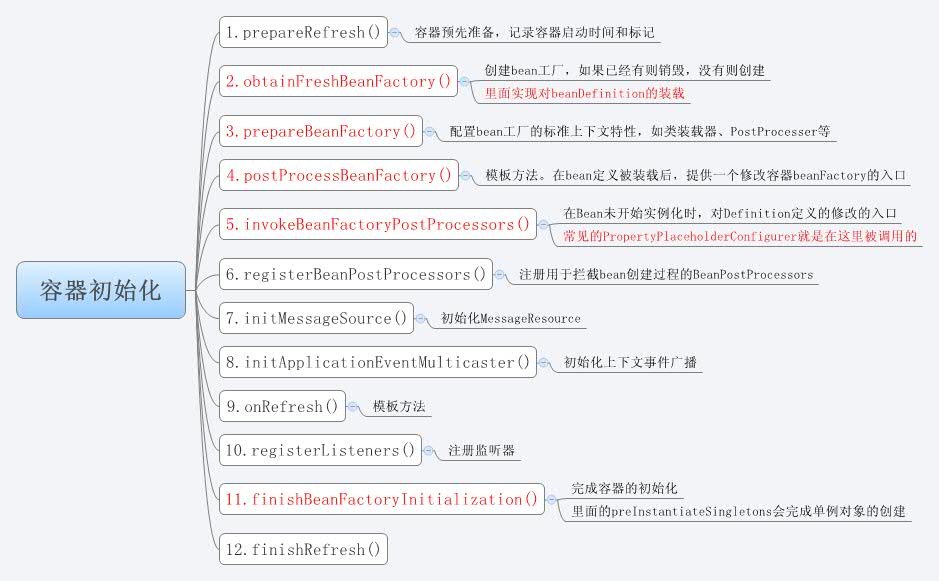 容器初始化
1.prepareRefresh()
容器预先准备，记录容器启动时间和标记
2.obtainFreshBeanFactory()
创建bean工厂，如果已经有则销毁，没有则创建
里面实现对beanDefinition的装载
3.prepareBeanFactory()
配置bean工厂的标准上下文特性，如类装载器、PostProcesser等
4.postProcessBeanFactory()
模板方法。在bean定义被装载后，提供一个修改容器beanFactory的入口
5.invokeBeanFactoryPostProcessors()
在Bean未开始实例化时，对Definition定义的修改的入口
常见的PropertyPlaceholderConfigurer就是在这里被调用的
6.registerBeanPostProcessors()
注册用于拦截bean创建过程的BeanPostProcessors
7.initMessageSource()
初始化MessageResource
8.initApplicationEventMulticaster()
初始化上下文事件广播
9.onRefresh()
模板方法
10.registerListeners()
注册监听器
11.finishBeanFactoryInitialization()
完成容器的初始化
里面的preInstantiateSingletons会完成单例对象的创建
12.finishRefresh()